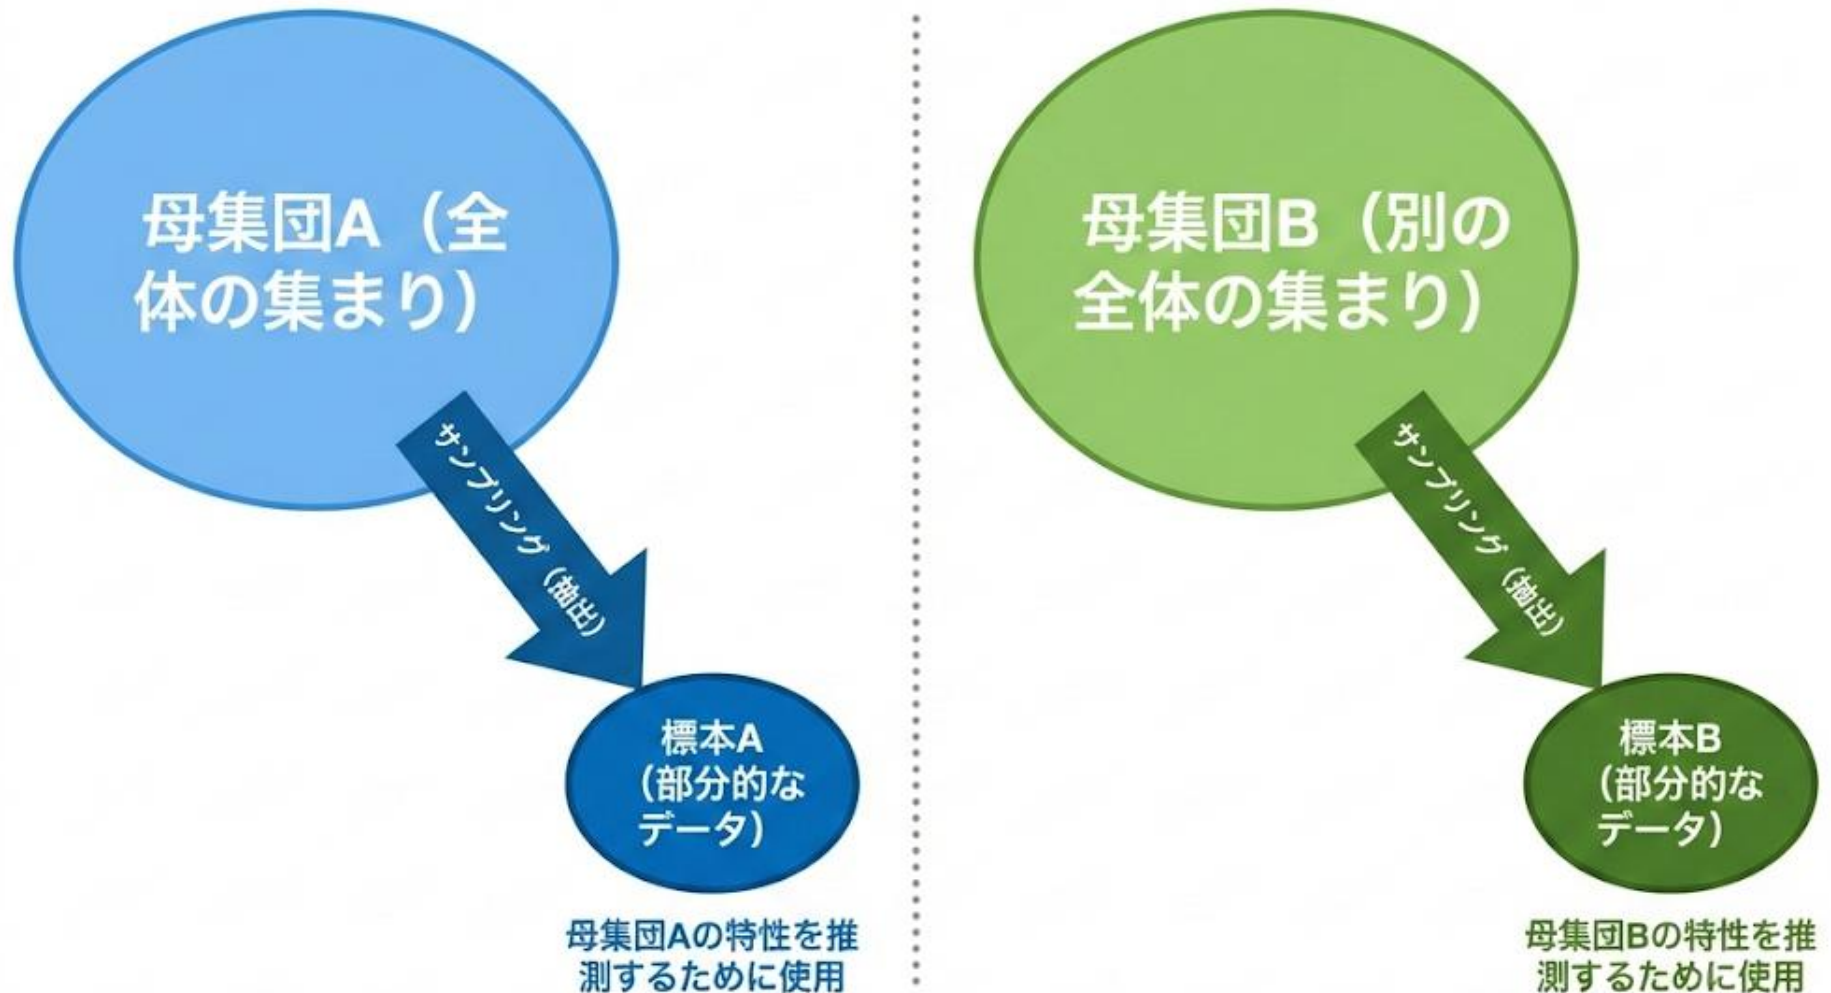 母集団A（全
体の集まり）
サンプリング（抽出）
標本A
（部分的な
データ）
母集団Aの特性を推
測するために使用
母集団B（別の
全体の集まり）
サンプリング（抽出）
標本B
（部分的な
データ）
母集団Bの特性を推
測するために使用